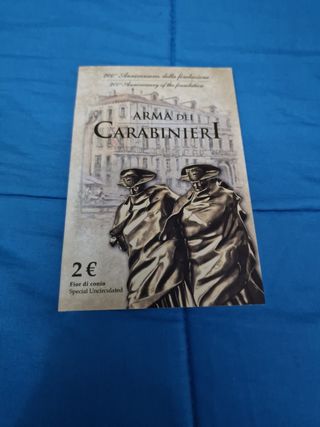 200° Anniversario della fondazione
200th Anniversary of the foundation
ARMA DEI
CARABINIERI
2 €
Fior di conio
Special Uncirculated